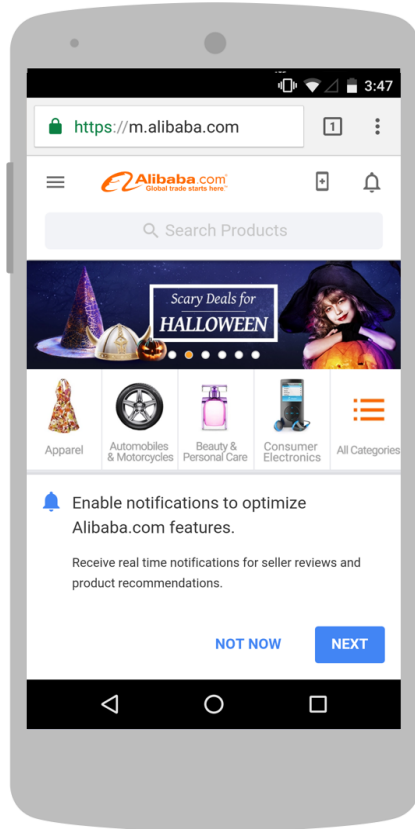 3:47
https://m.alibaba.com
1
Alibaba.com
Global trade starts here.
Search Products
Scary Deals for
HALLOWEEN
Apparel
Automobiles
& Motorcycles
Beauty &
Personal Care
Consumer
Electronics
All Categories
Enable notifications to optimize
Alibaba.com features.
Receive real time notifications for seller reviews and
product recommendations.
NOT NOW
NEXT